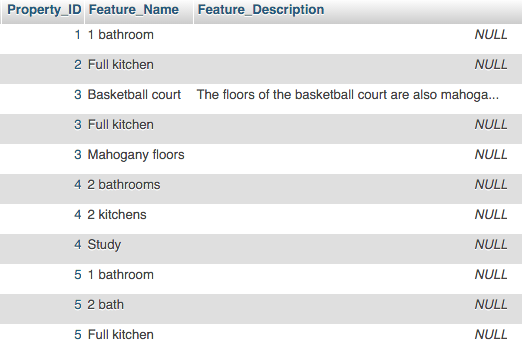 Property_ID Feature_Name Feature_Description
1 1 bathroom NULL
2 Full kitchen NULL
3 Basketball court The floors of the basketball court are also mahoga...
3 Full kitchen NULL
3 Mahogany floors NULL
4 2 bathrooms NULL
4 2 kitchens NULL
4 Study NULL
5 1 bathroom NULL
5 2 bath NULL
5 Full kitchen NULL